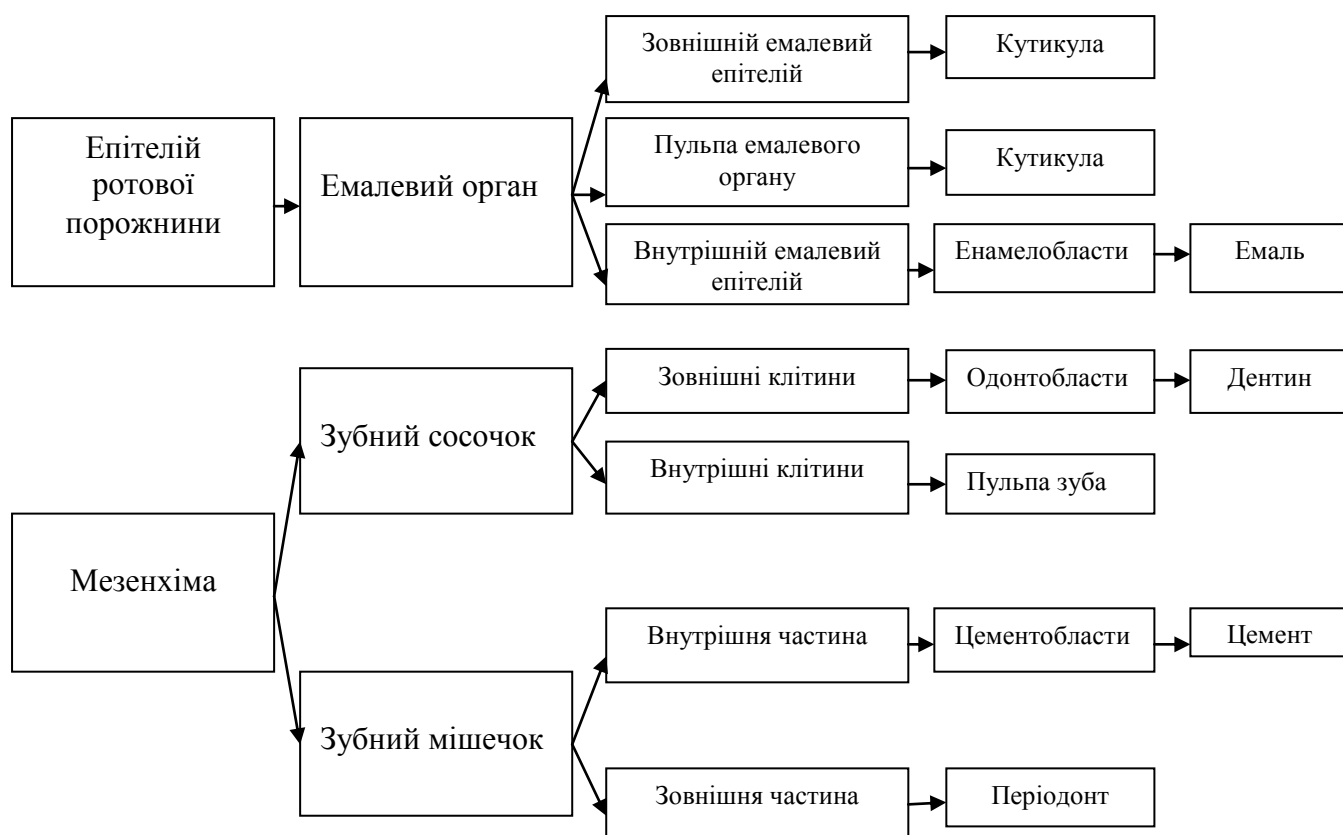 Зовнішній емалевий
епітелій
Кутикула
Епітелій
ротової
порожнини
Емалевий орган
Пульпа емалевого
органу
Кутикула
Внутрішній емалевий
епітелій
Енамелобласти
Емаль
Зубний сосочок
Зовнішні клітини
Одонтобласти
Дентин
Внутрішні клітини
Пульпа зуба
Мезенхіма
Внутрішня частина
Цементобласти
Цемент
Зубний мішечок
Зовнішня частина
Періодонт